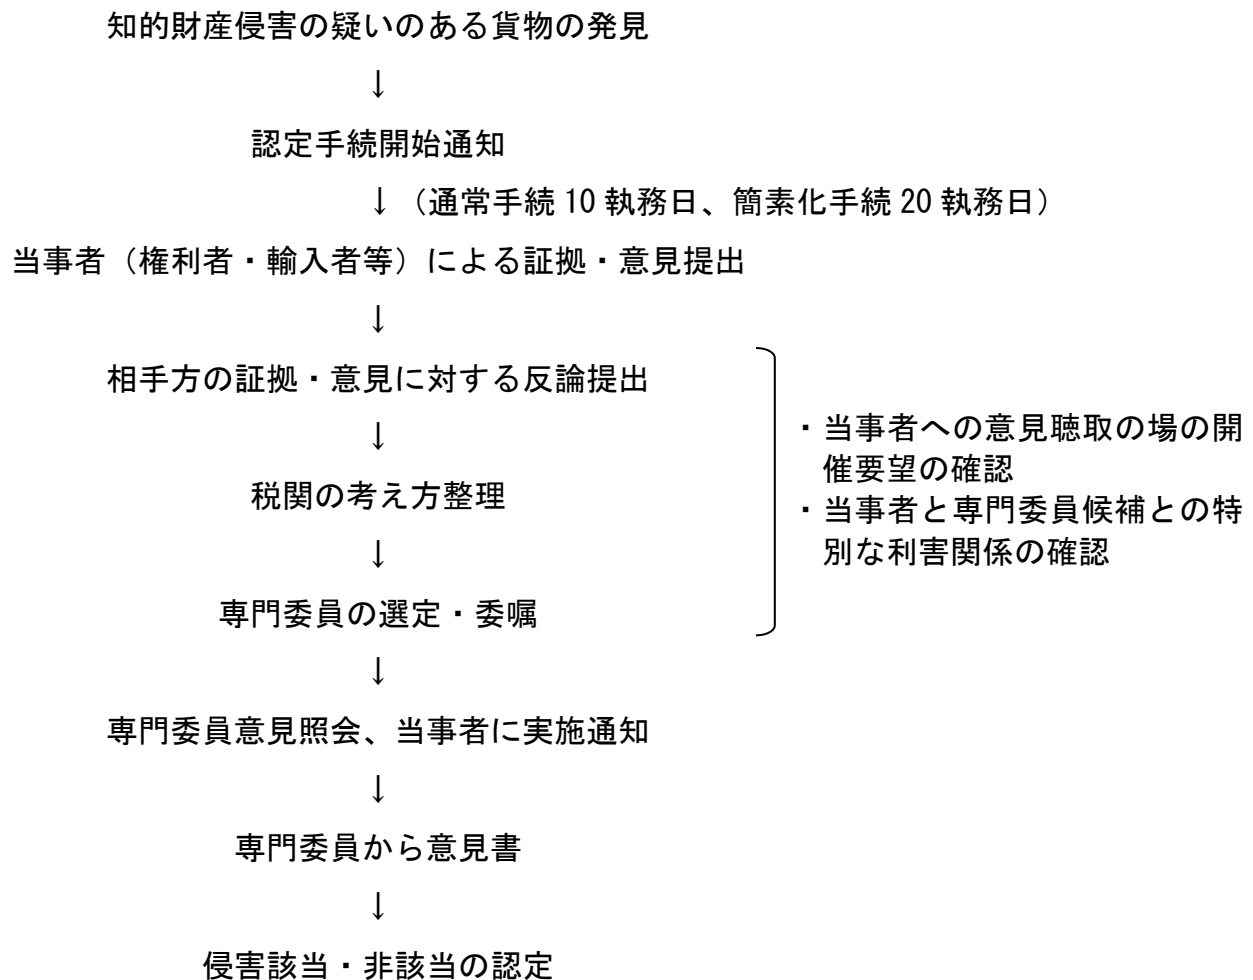 知的財産侵害の疑いのある貨物の発見
↓
認定手続開始通知
↓（通常手続 10 執務日、簡素化手続 20 執務日）
当事者（権利者・輸入者等）による証拠・意見提出
↓
相手方の証拠・意見に対する反論提出
↓
税関の考え方整理
↓
専門委員の選定・委嘱
・当事者への意見聴取の場の開
催要望の確認
・当事者と専門委員候補との特
別な利害関係の確認
↓
専門委員意見照会、当事者に実施通知
↓
専門委員から意見書
↓
侵害該当・非該当の認定